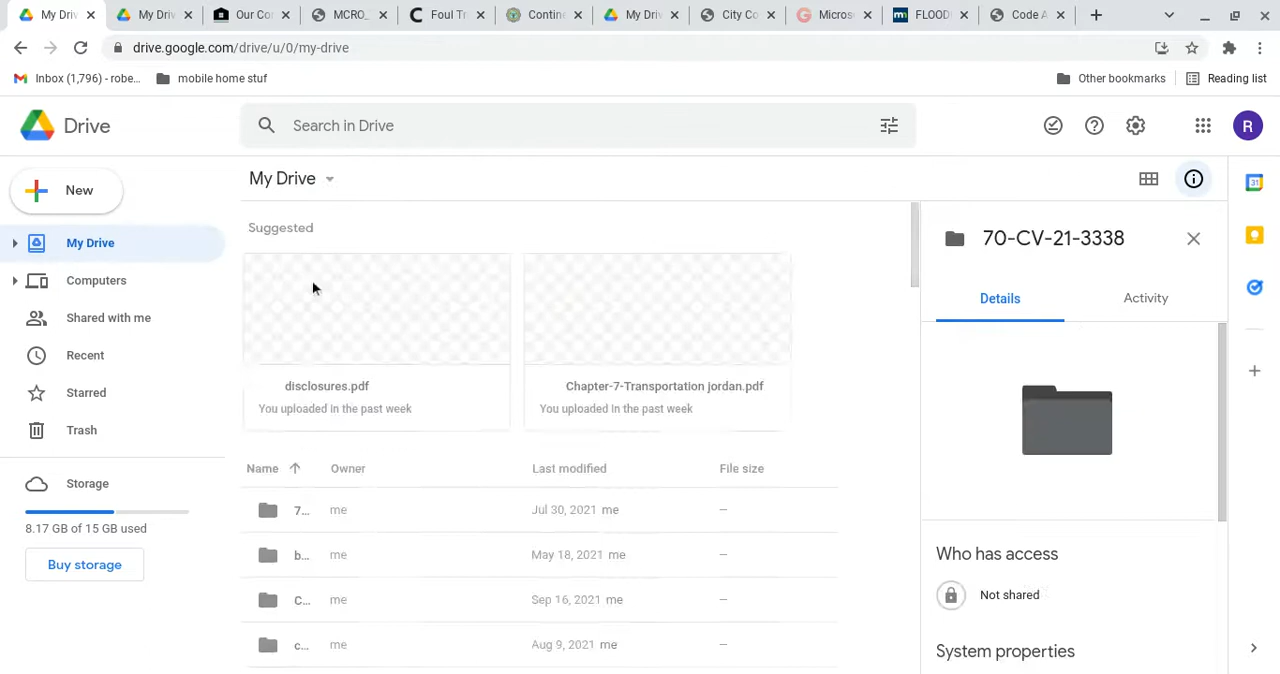 My Driv
My Driv
Our Cor
MCRO_
Foul Tr
Contine
My Driv
City Co
Micros
FLOOD
Code A
drive.google.com/drive/u/0/my-drive
Inbox (1,796) - robe...
mobile home stuf
Other bookmarks
Reading list
Drive
Search in Drive
R
New
My Drive
31
Suggested
70-CV-21-3338
My Drive
Computers
Details
Activity
Shared with me
Recent
disclosures.pdf
Chapter-7-Transportation jordan.pdf
Starred
You uploaded in the past week
You uploaded in the past week
Trash
Name
Owner
Last modified
File size
Storage
7...
me
Jul 30, 2021 me
–
8.17 GB of 15 GB used
b...
me
May 18, 2021 me
–
Who has access
Buy storage
C...
me
Sep 16, 2021 me
–
Not shared
c...
me
Aug 9, 2021 me
–
System properties